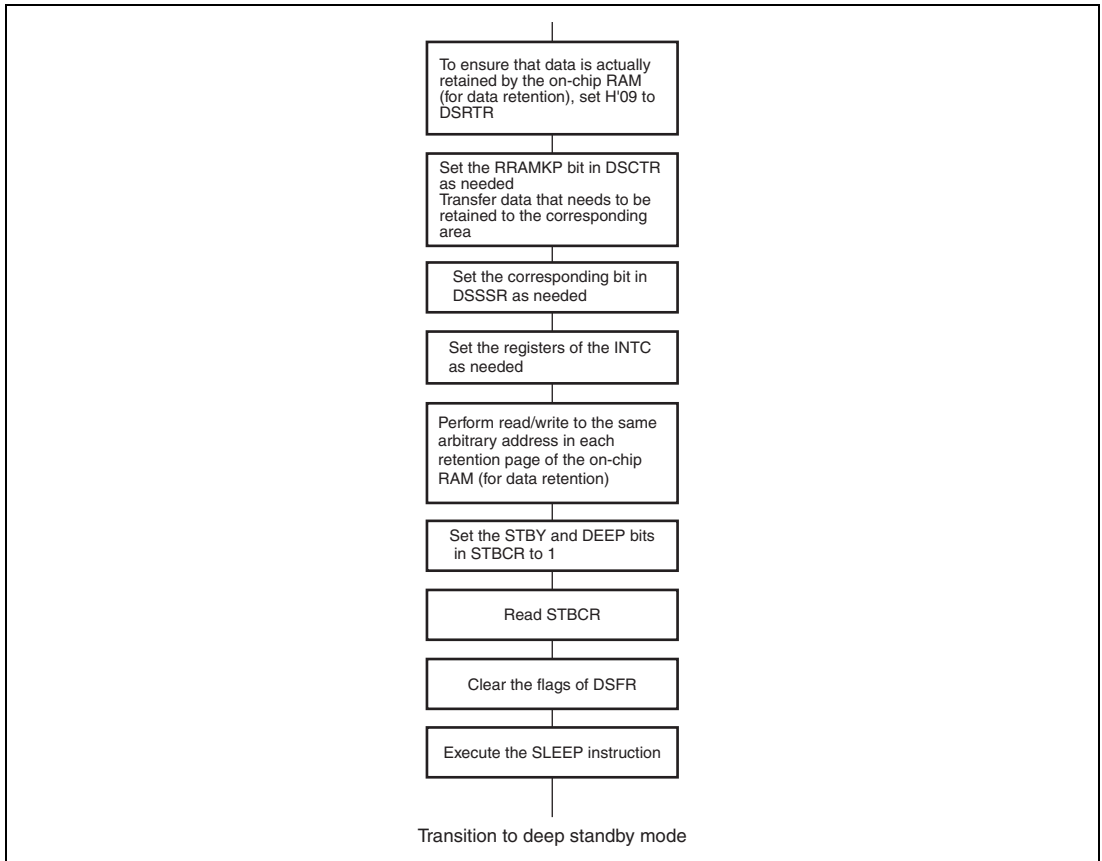 To ensure that data is actually
retained by the on-chip RAM
(for data retention), set H'09 to
DSRTR
Set the RRAMKP bit in DSCTR
as needed
Transfer data that needs to be
retained to the corresponding
area
Set the corresponding bit in
DSSSR as needed
Set the registers of the INTC
as needed
Perform read/write to the same
arbitrary address in each
retention page of the on-chip
RAM (for data retention)
Set the STBY and DEEP bits
in STBCR to 1
Read STBCR
Clear the flags of DSFR
Execute the SLEEP instruction
Transition to deep standby mode